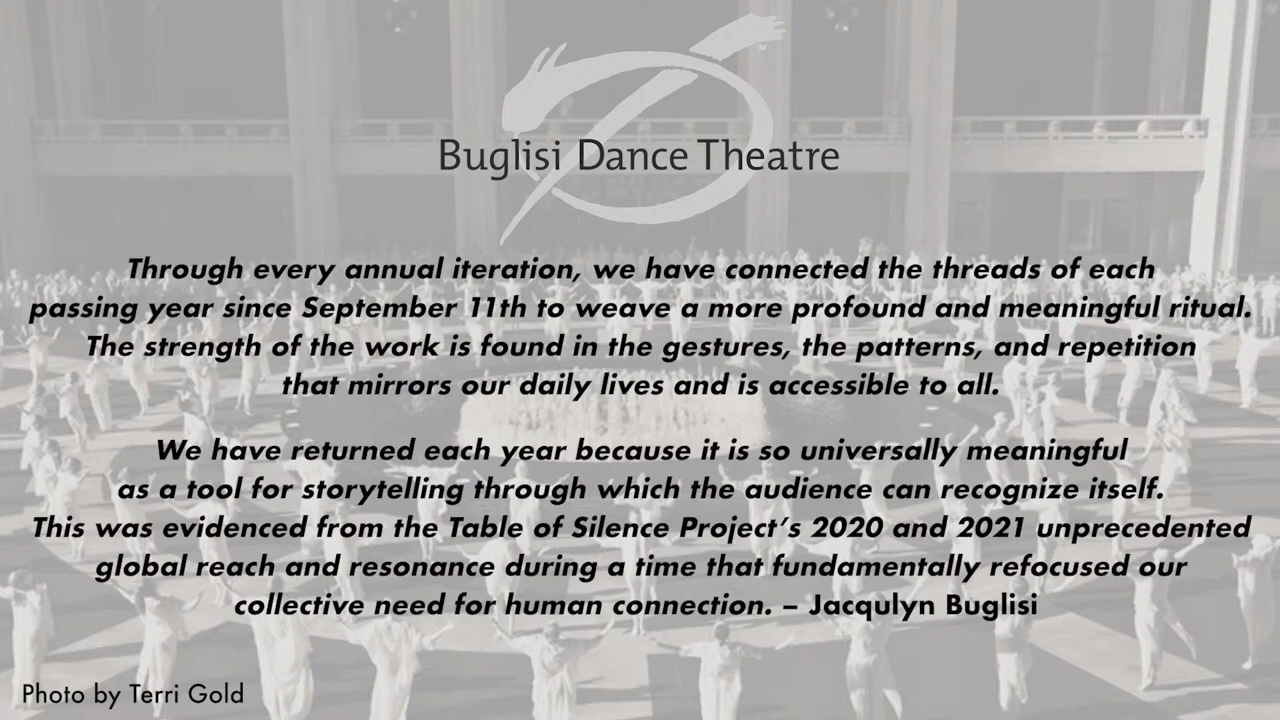 Buglisi Dance Theatre
Through every annual iteration, we have connected the threads of each
passing year since September 11th to weave a more profound and meaningful ritual.
The strength of the work is found in the gestures, the patterns, and repetition
that mirrors our daily lives and is accessible to all.
We have returned each year because it is so universally meaningful
as a tool for storytelling through which the audience can recognize itself.
This was evidenced from the Table of Silence Project's 2020 and 2021 unprecedented
global reach and resonance during a time that fundamentally refocused our
collective need for human connection. – Jacqulyn Buglisi
Photo by Terri Gold